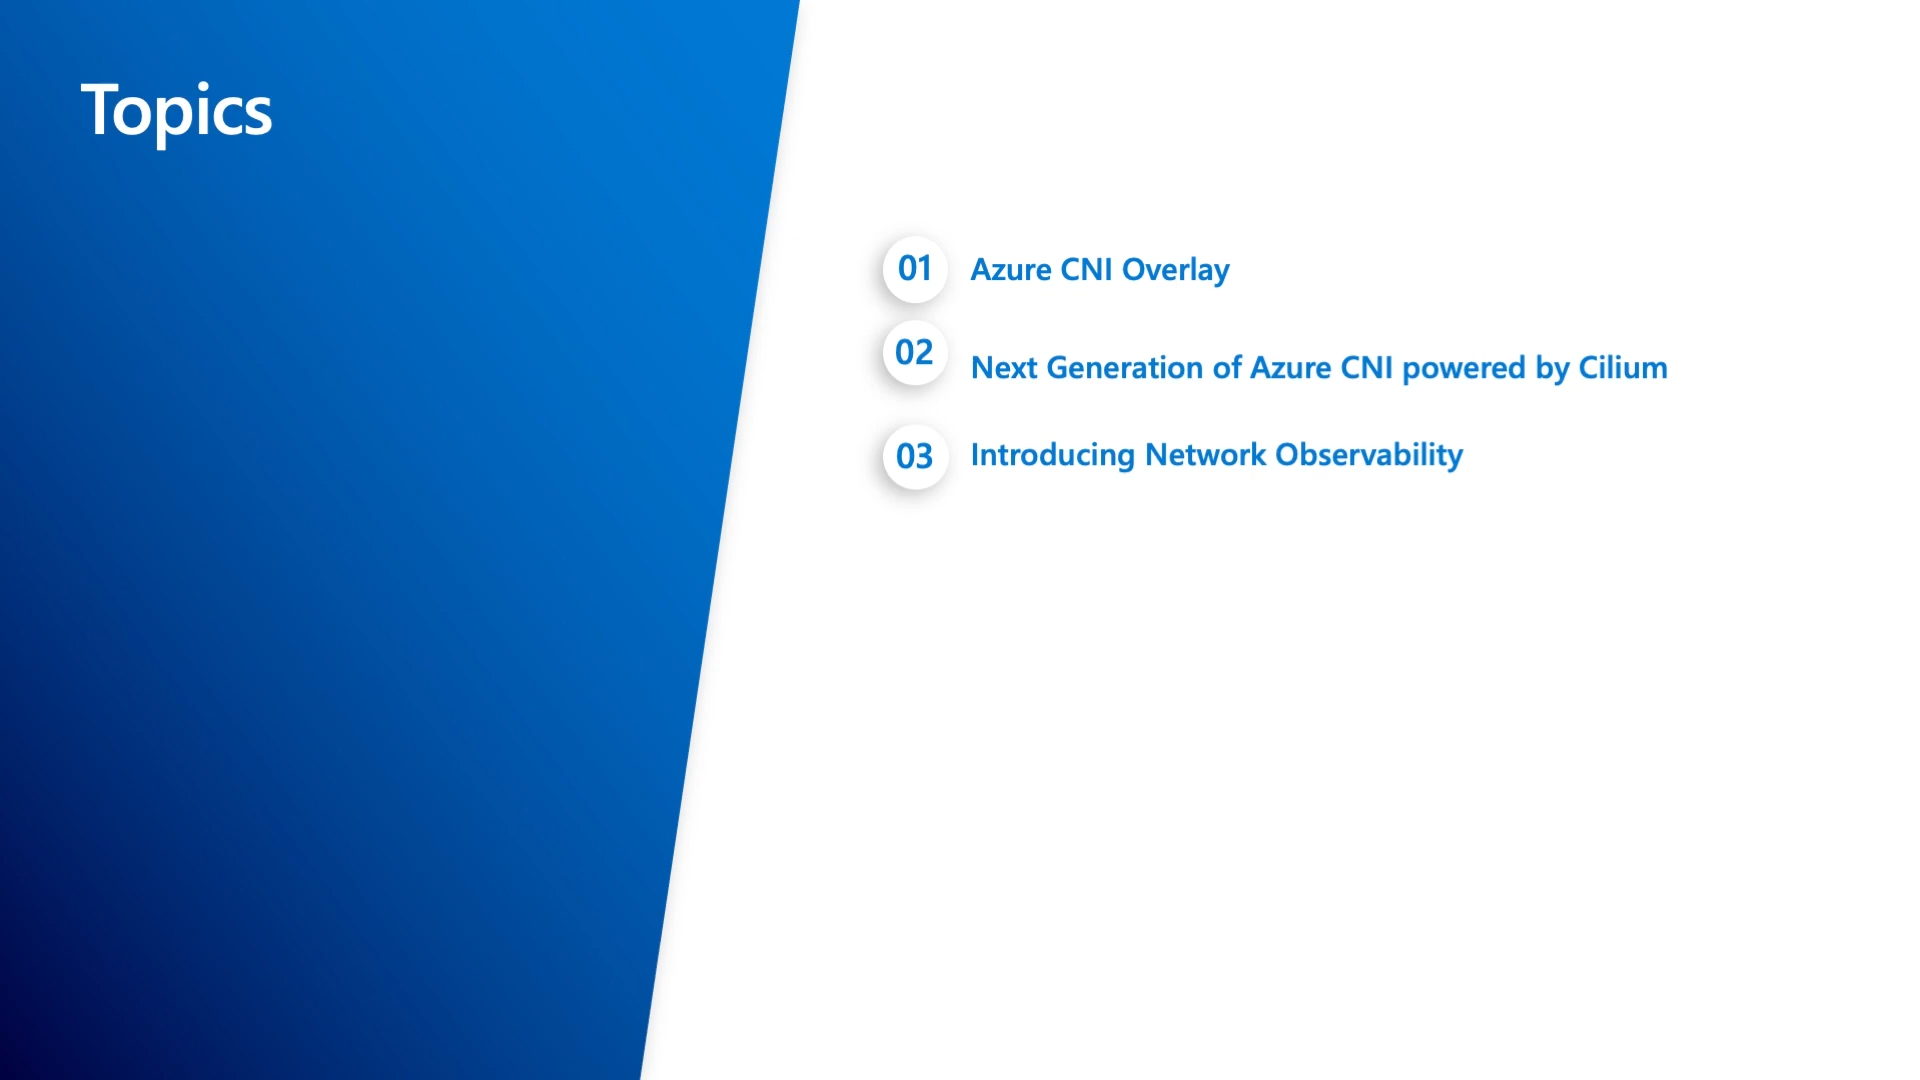 Topics
01 Azure CNI Overlay
02 Next Generation of Azure CNI powered by Cilium
03 Introducing Network Observability